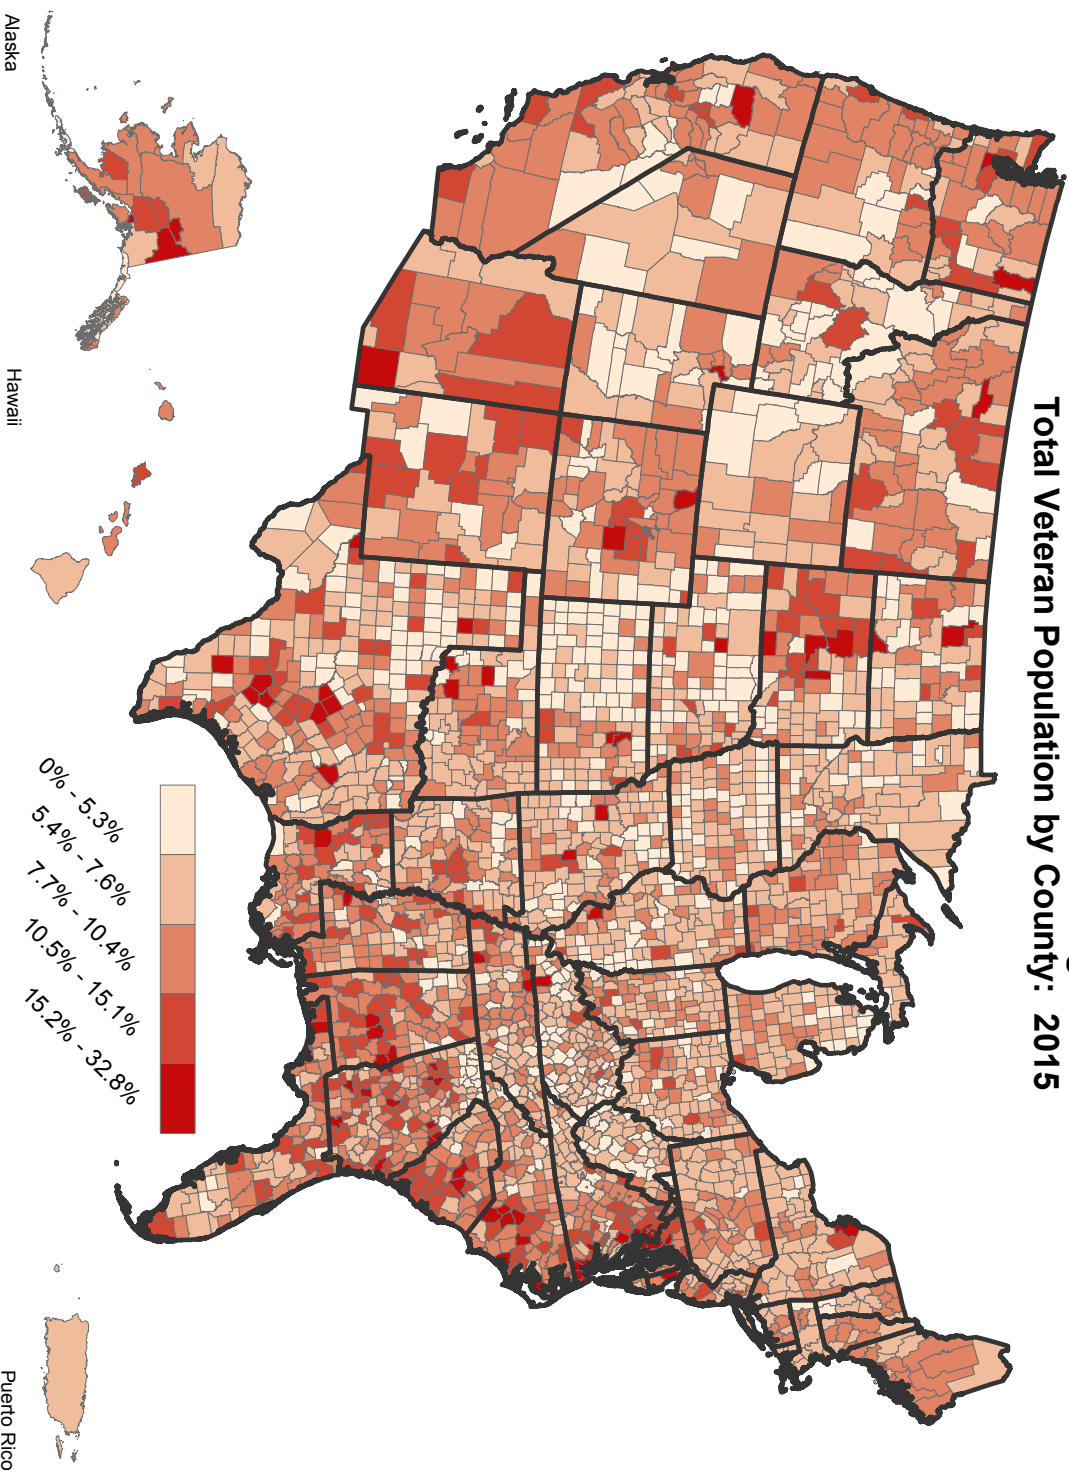 Total Veteran Population by County: 2015
0% - 5.3%
5.4% - 7.6%
7.7% - 10.4%
10.5% - 15.1%
15.2% - 32.8%
Alaska
Hawaii
Puerto Rico